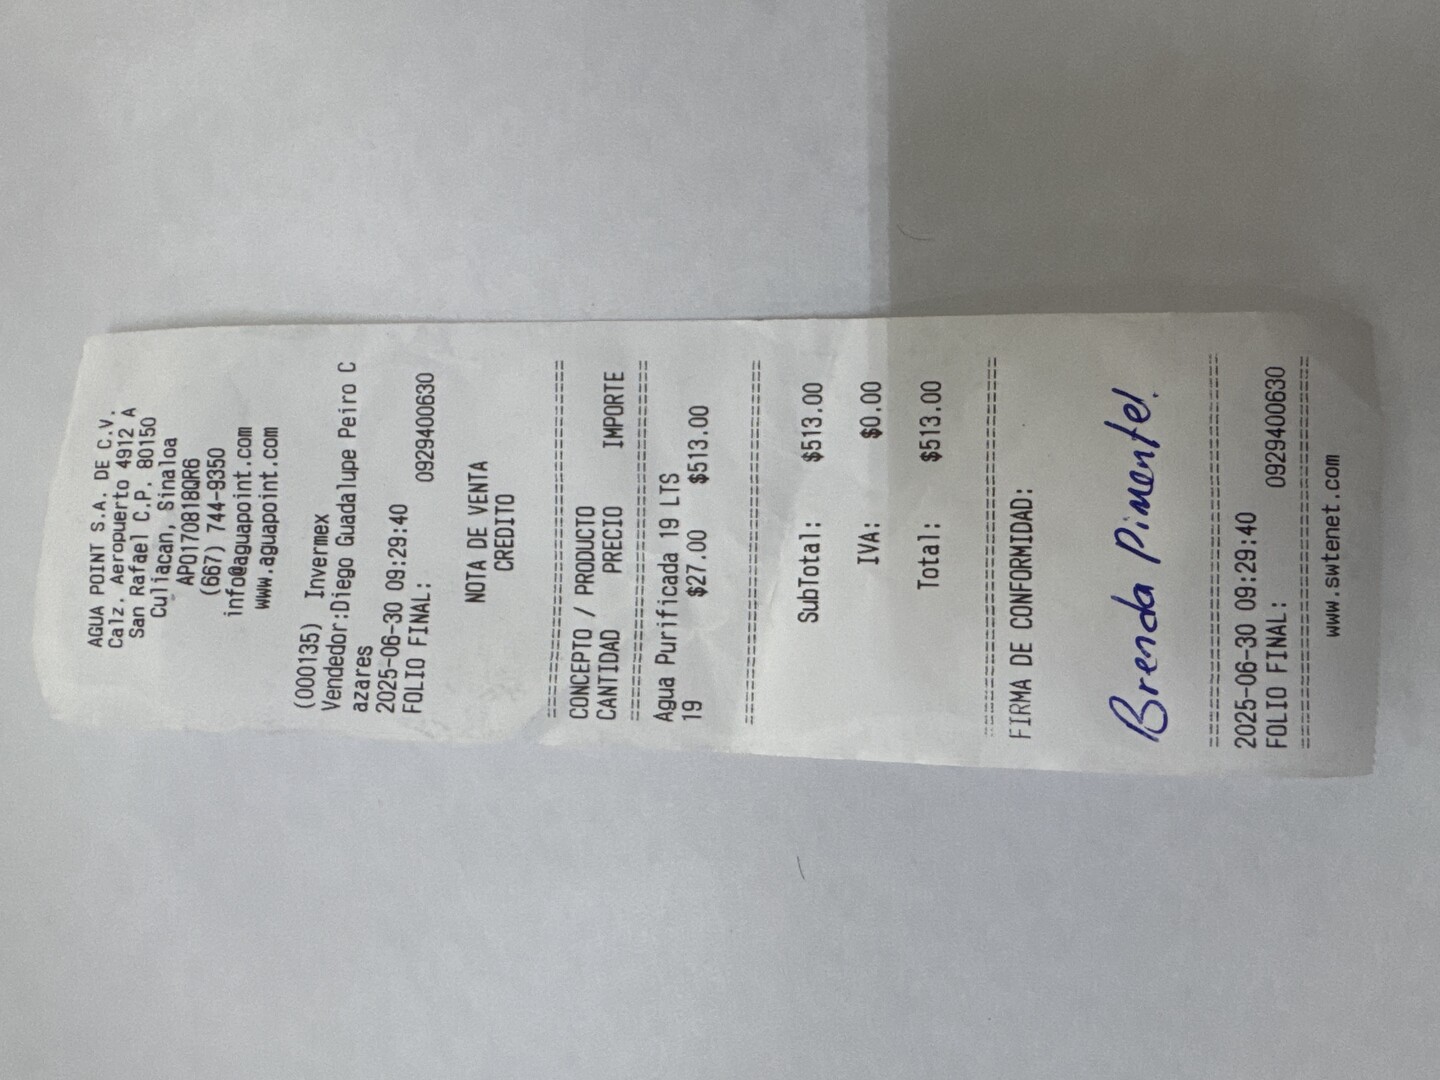 AGUA POINT S.A. DE C.V.
Calz. Aeropuerto 4912 A
San Rafael C.P. 80150
Culiacan, Sinaloa
APO170818QR6
(667) 744-9350
info@aguapoint.com
www.aguapoint.com
(000135) Invermex
Vendedor:Diego Guadalupe Peiro C
azares
2025-06-30 09:29:40
FOLIO FINAL: 0929400630
NOTA DE VENTA
CREDITO
================================
CONCEPTO / PRODUCTO
CANTIDAD PRECIO IMPORTE
================================
Agua Purificada 19 LTS
19 $27.00 $513.00
================================
SubTotal: $513.00
IVA: $0.00
Total: $513.00
================================
FIRMA DE CONFORMIDAD:
Brenda Pimentel.
================================
2025-06-30 09:29:40
FOLIO FINAL: 0929400630
================================
www.swtenet.com